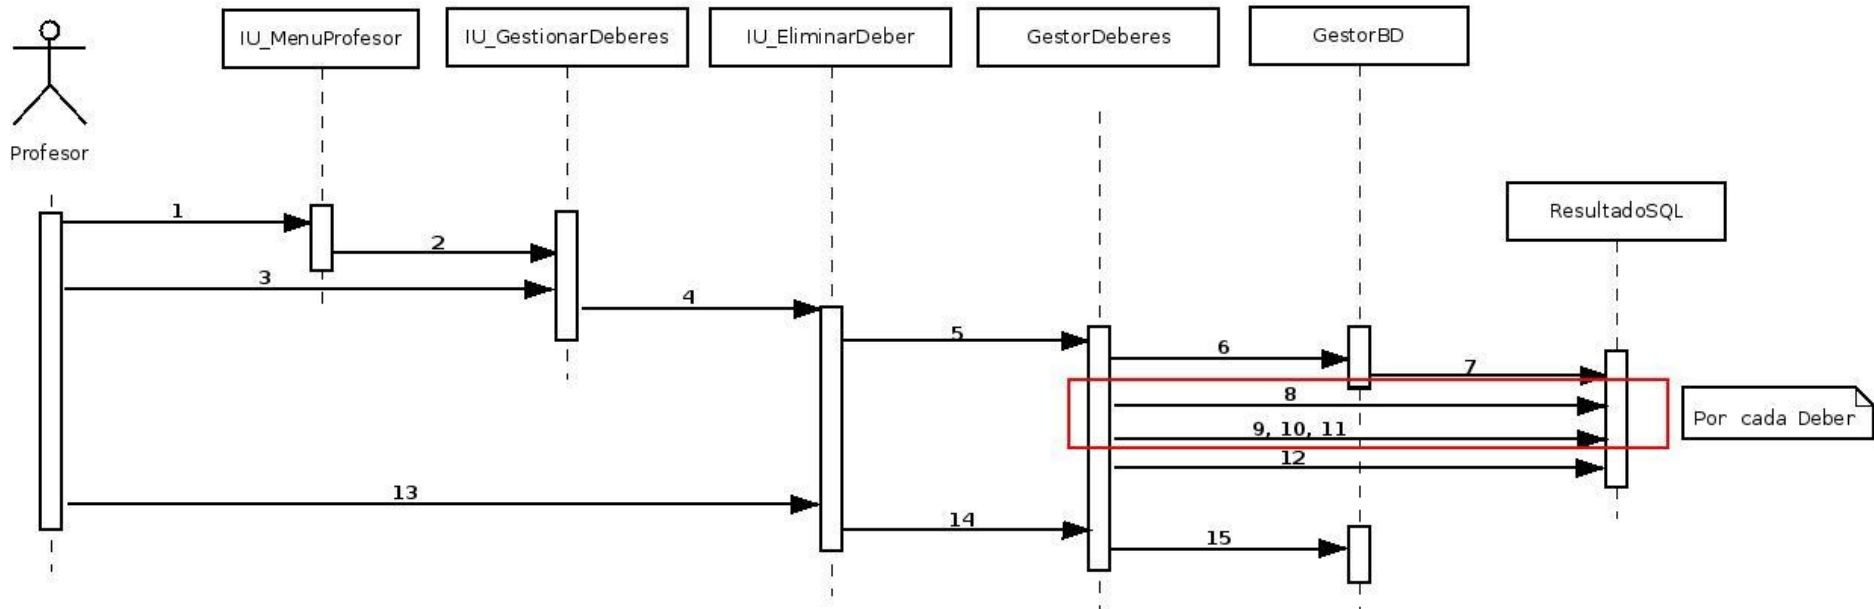 IU_MenuProfesor
IU_GestionarDeberes
IU_EliminarDeber
GestorDeberes
GestorBD
Profesor
ResultadoSQL
1
2
3
4
5
6
7
8
Por cada Deber
9, 10, 11
12
13
14
15